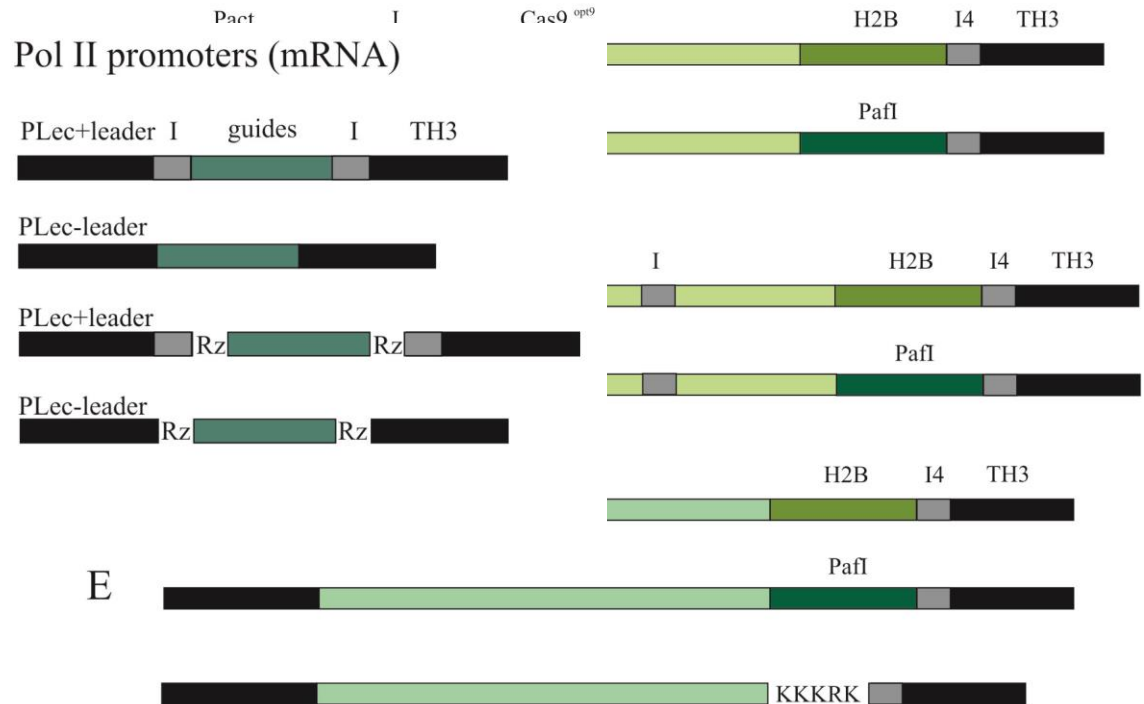 Pact I Cas9 opt9
Pol II promoters (mRNA)
PLec+leader I guides I TH3
PLec-leader
PLec+leader
Rz Rz
PLec-leader
Rz Rz
H2B I4 TH3
PafI
I H2B I4 TH3
PafI
H2B I4 TH3
PafI
E
KKKRK